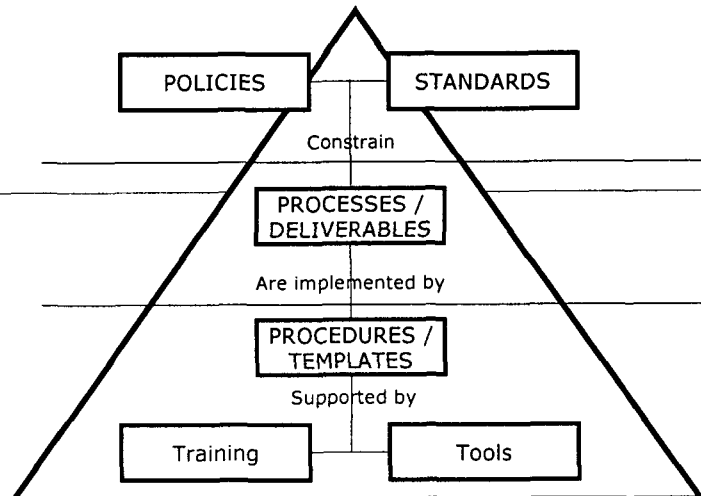 POLICIES
STANDARDS
Constrain
PROCESSES /
DELIVERABLES
Are implemented by
PROCEDURES /
TEMPLATES
Supported by
Training
Tools